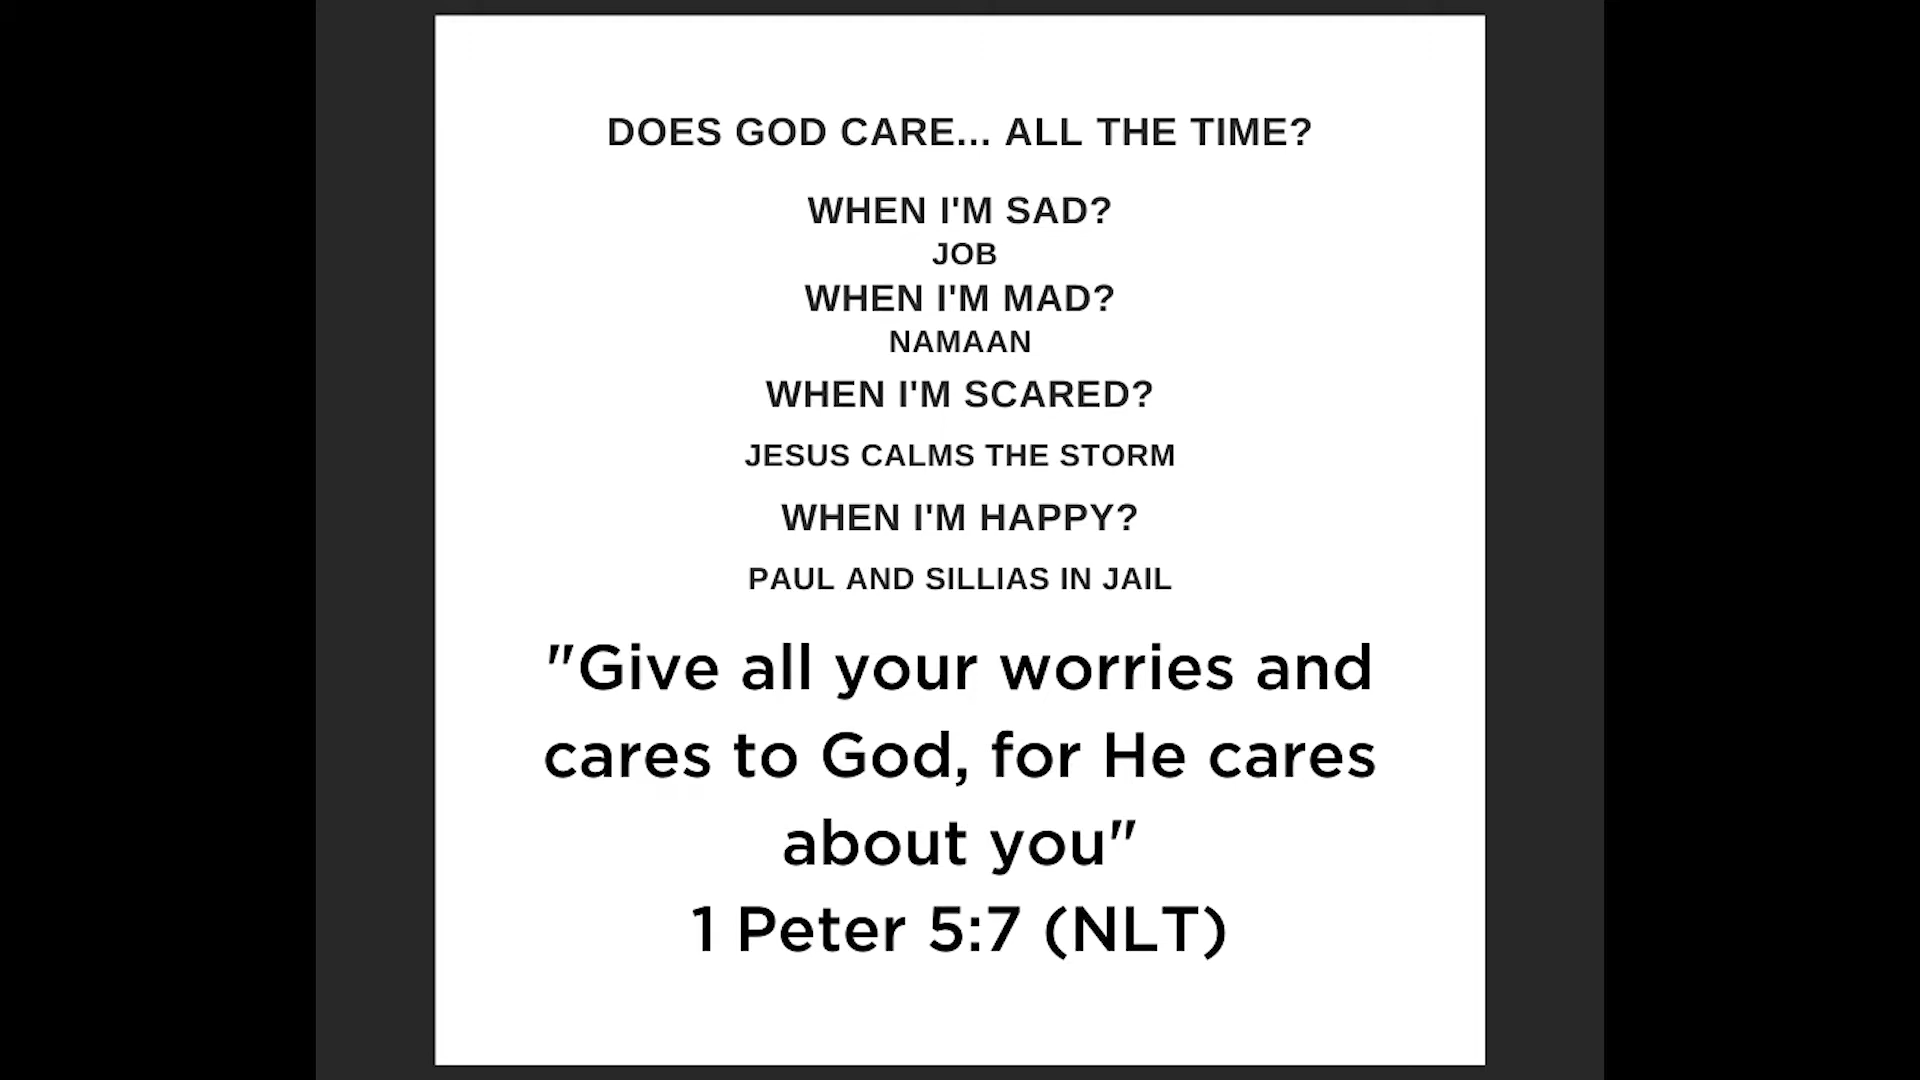 DOES GOD CARE... ALL THE TIME?
WHEN I'M SAD?
JOB
WHEN I'M MAD?
NAMAAN
WHEN I'M SCARED?
JESUS CALMS THE STORM
WHEN I'M HAPPY?
PAUL AND SILLIAS IN JAIL
"Give all your worries and
cares to God, for He cares
about you"
1 Peter 5:7 (NLT)